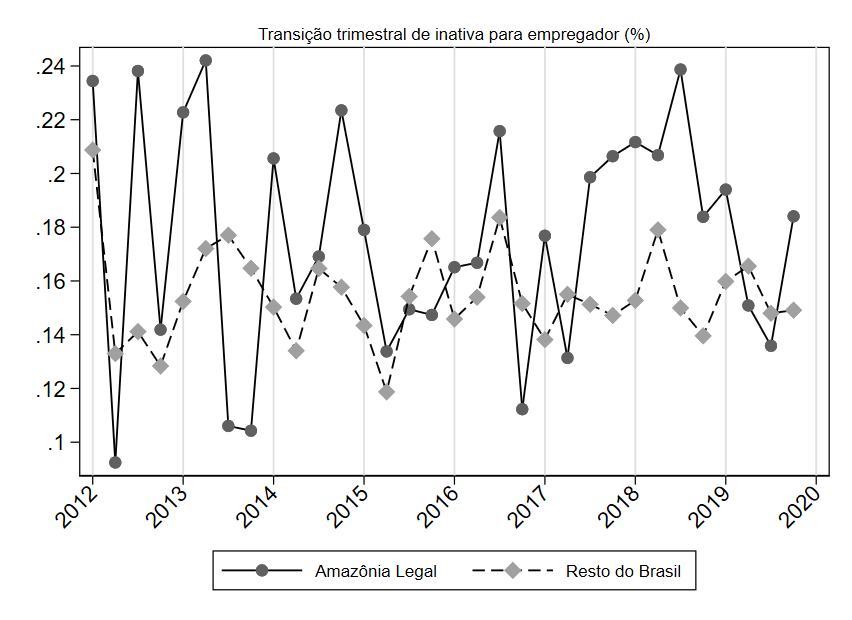 Transição trimestral de inativa para empregador (%)
.24
.22
.2
.18
.16
.14
.12
.1
2012 2013 2014 2015 2016 2017 2018 2019 2020
Amazônia Legal Resto do Brasil